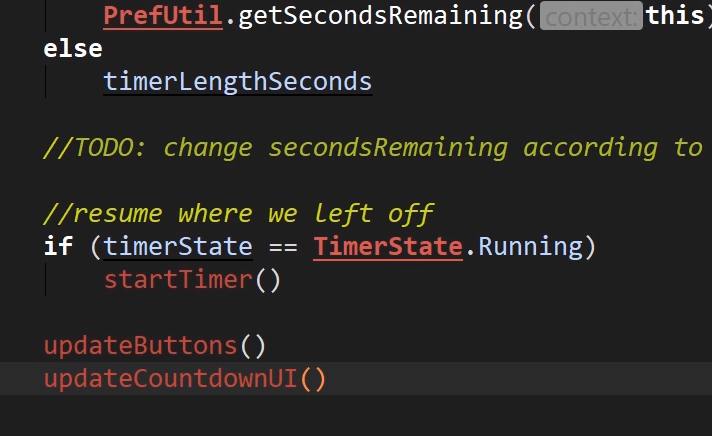 PrefUtil.getSecondsRemaining(context: this)
else
timerLengthSeconds
//TODO: change secondsRemaining according to
//resume where we left off
if (timerState == TimerState.Running)
startTimer()
updateButtons()
updateCountdownUI()